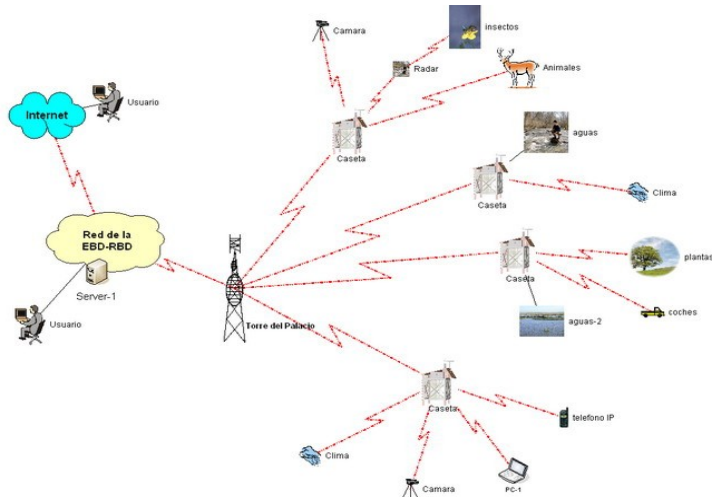 insectos
Camara
Radar
Animales
Usuario
Internet
Caseta
aguas
Caseta
Clima
Red de la
EBD-RBD
Server-1
Usuario
Torre del Palacio
Caseta
plantas
aguas-2
coches
Caseta
telefono IP
Clima
Camara
PC-1